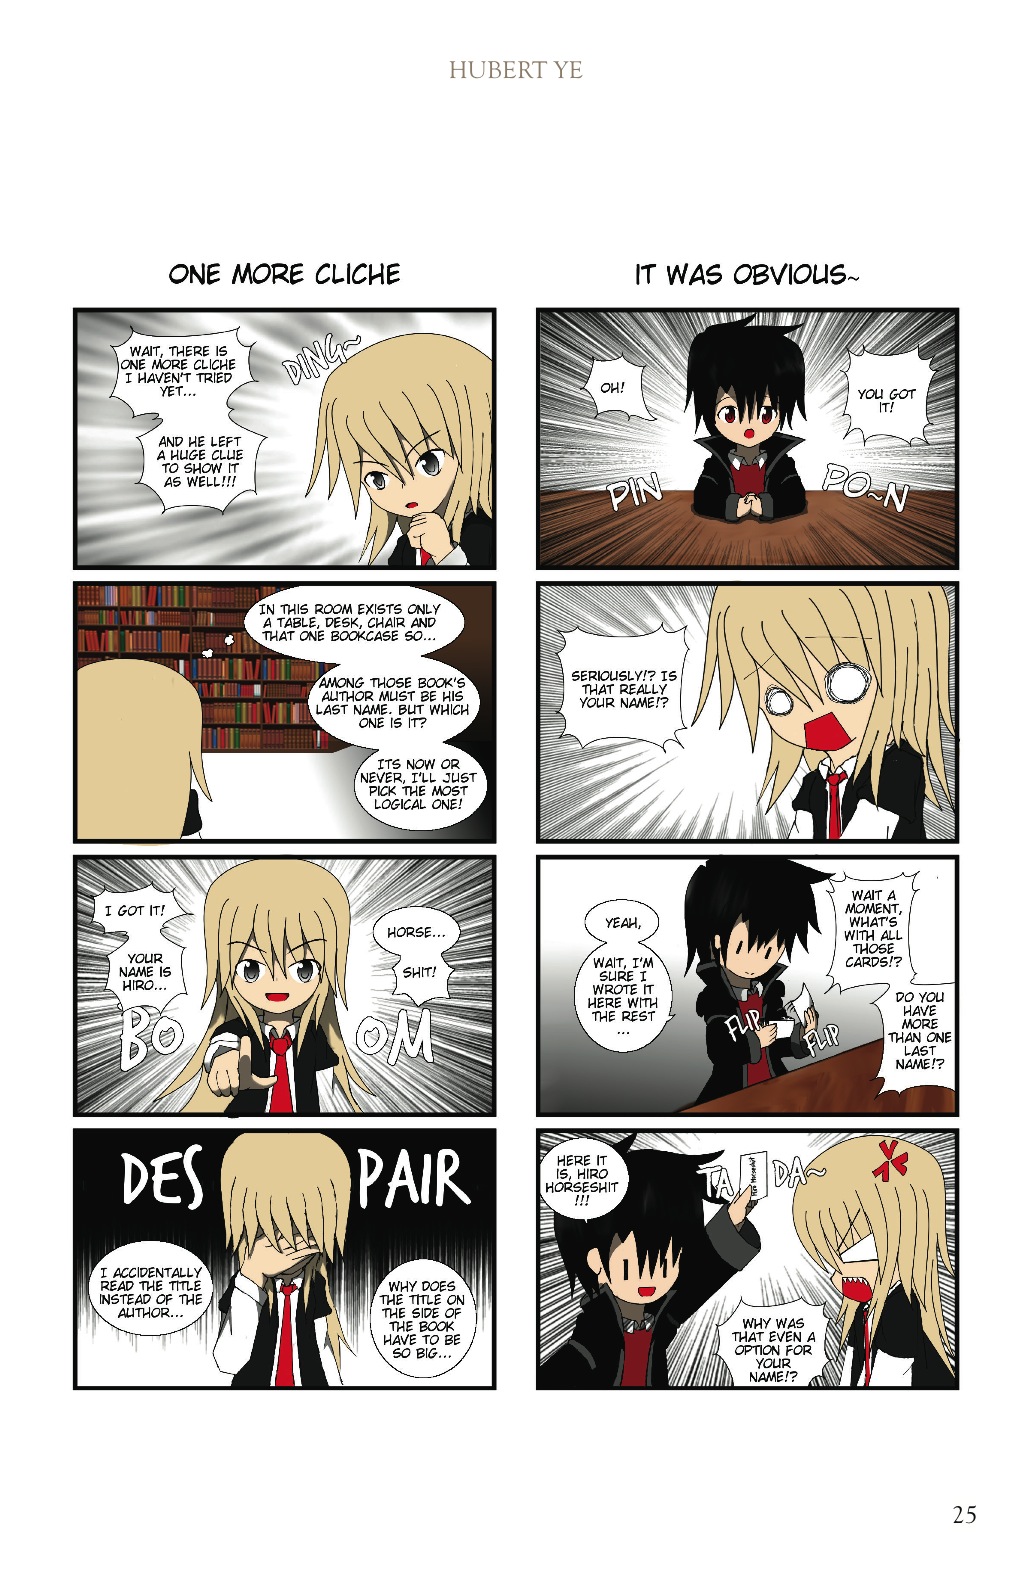 HUBERT YE
ONE MORE CLICHE
WAIT, THERE IS
ONE MORE CLICHE
I HAVEN'T TRIED
YET...
AND HE LEFT
A HUGE CLUE
TO SHOW IT
AS WELL!!!
DING~
IN THIS ROOM EXISTS ONLY
A TABLE, DESK, CHAIR AND
THAT ONE BOOKCASE SO...
AMONG THOSE BOOK'S
AUTHOR MUST BE HIS
LAST NAME. BUT WHICH
ONE IS IT?
ITS NOW OR
NEVER, I'LL JUST
PICK THE MOST
LOGICAL ONE!
I GOT IT!
YOUR
NAME IS
HIRO...
HORSE...
SHIT!
BOOM
DESPAIR
I ACCIDENTALLY
READ THE TITLE
INSTEAD OF THE
AUTHOR...
WHY DOES
THE TITLE ON
THE SIDE OF
THE BOOK
HAVE TO BE
SO BIG...
IT WAS OBVIOUS~
OH!
YOU GOT
IT!
PIN PO~N
SERIOUSLY!? IS
THAT REALLY
YOUR NAME!?
YEAH,
WAIT, I'M
SURE I
WROTE IT
HERE WITH
THE REST
...
WAIT A
MOMENT,
WHAT'S
WITH ALL
THOSE
CARDS!?
DO YOU
HAVE
MORE
THAN ONE
LAST
NAME!?
FLIP
FLIP
HERE IT
IS, HIRO
HORSESHIT
!!!
TA DA~
Hiro Horseshit
WHY WAS
THAT EVEN A
OPTION FOR
YOUR
NAME!?
25